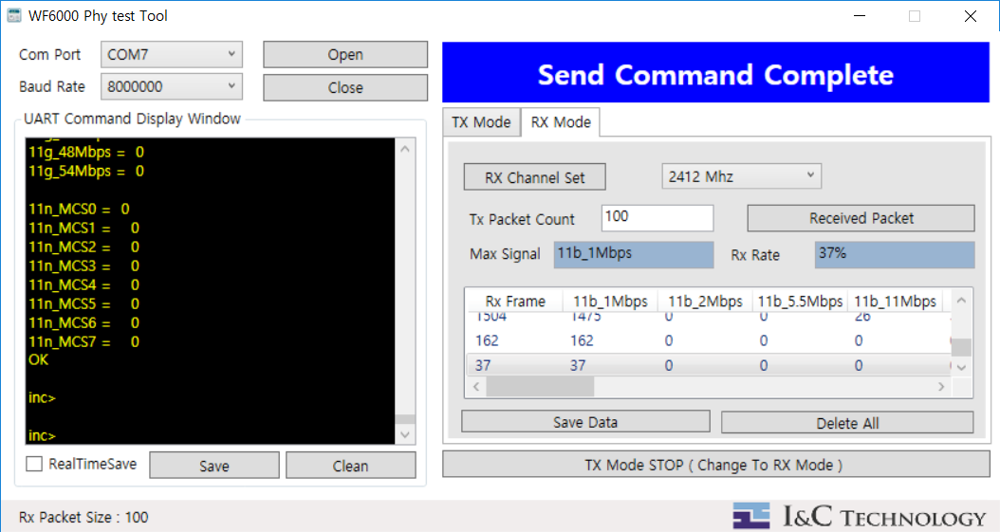 WF6000 Phy test Tool
Com Port COM7 Open
Baud Rate 8000000 Close
Send Command Complete
UART Command Display Window
11g_48Mbps = 0
11g_54Mbps = 0
11n_MCS0 = 0
11n_MCS1 = 0
11n_MCS2 = 0
11n_MCS3 = 0
11n_MCS4 = 0
11n_MCS5 = 0
11n_MCS6 = 0
11n_MCS7 = 0
OK
inc>
inc>
RealTimeSave Save Clean
TX Mode RX Mode
RX Channel Set 2412 Mhz
Tx Packet Count 100 Received Packet
Max Signal 11b_1Mbps Rx Rate 37%
Rx Frame 11b_1Mbps 11b_2Mbps 11b_5.5Mbps 11b_11Mbps
1504 1475 0 0 26
162 162 0 0 0
37 37 0 0 0
Save Data Delete All
TX Mode STOP ( Change To RX Mode )
Rx Packet Size : 100
I&C TECHNOLOGY